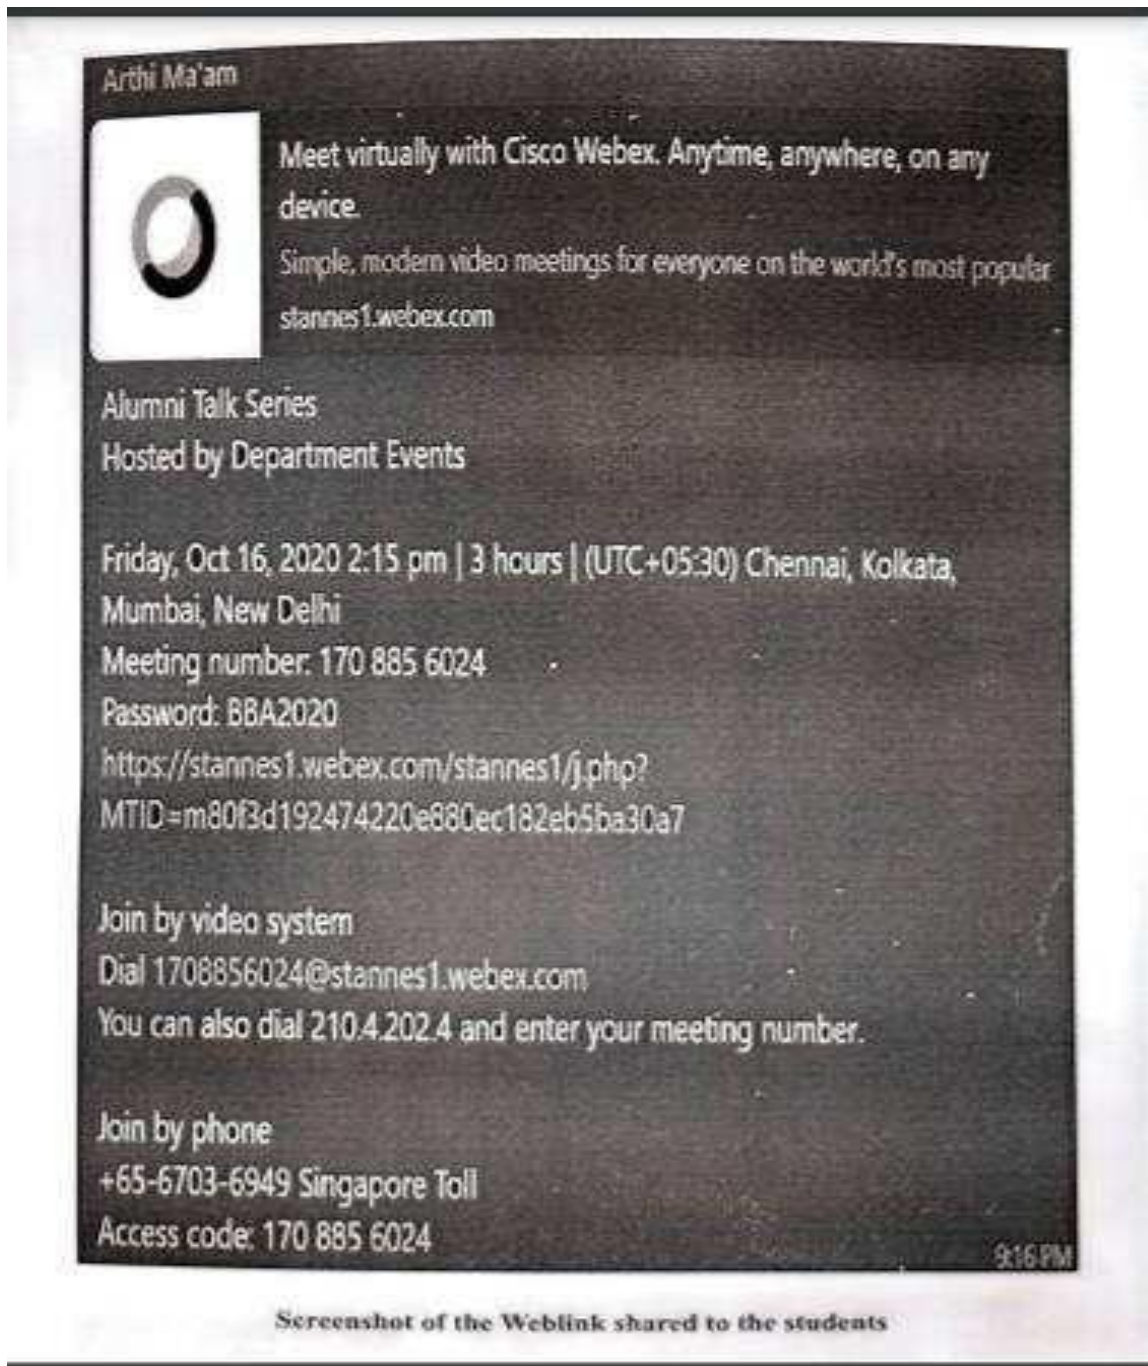 Arthi Ma'am
Meet virtually with Cisco Webex. Anytime, anywhere, on any
device.
Simple, modern video meetings for everyone on the world's most popular
stannes1.webex.com
Alumni Talk Series
Hosted by Department Events
Friday, Oct 16, 2020 2:15 pm | 3 hours | (UTC+05:30) Chennai, Kolkata,
Mumbai, New Delhi
Meeting number: 170 885 6024
Password: BBA2020
https://stannes1.webex.com/stannes1/j.php?
MTID=m80f3d192474220e880ec182eb5ba30a7
Join by video system
Dial 1708856024@stannes1.webex.com
You can also dial 210.4.202.4 and enter your meeting number.
Join by phone
+65-6703-6949 Singapore Toll
Access code: 170 885 6024
9:16 PM
Screenshot of the Weblink shared to the students